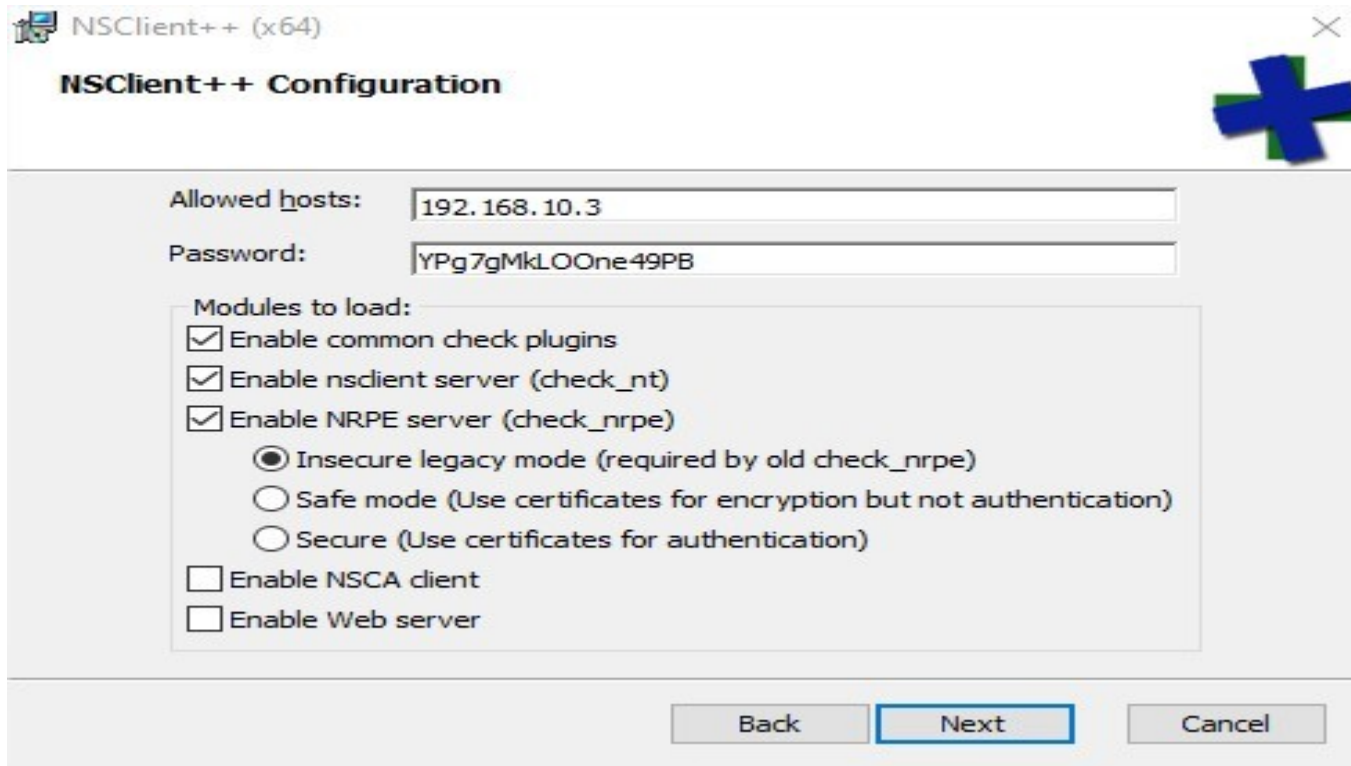 NSClient++ (x64)
NSClient++ Configuration
Allowed hosts: 192.168.10.3
Password: YPg7gMkLOOne49PB
Modules to load:
Enable common check plugins
Enable nsclient server (check_nt)
Enable NRPE server (check_nrpe)
Insecure legacy mode (required by old check_nrpe)
Safe mode (Use certificates for encryption but not authentication)
Secure (Use certificates for authentication)
Enable NSCA client
Enable Web server
Back Next Cancel